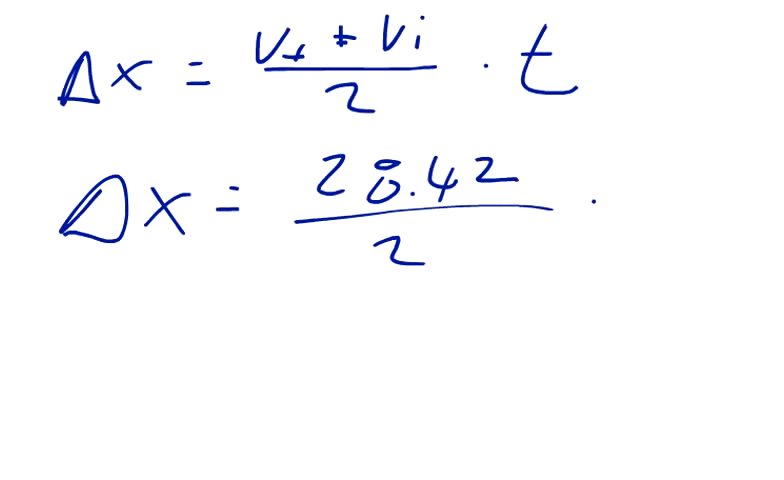 Δx = (Vf + Vi)/2 · t
Δx = 28.42/2 ·